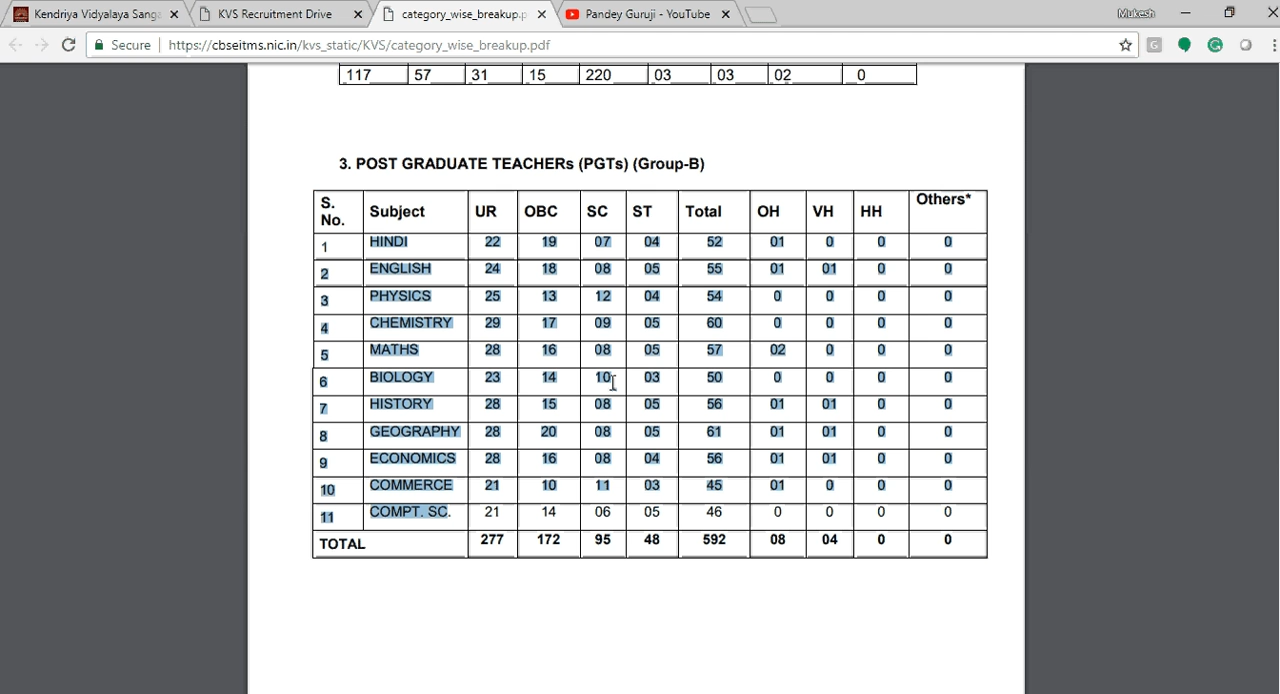 Kendriya Vidyalaya Sanga × KVS Recruitment Drive × category_wise_breakup.p × Pandey Guruji - YouTube × Mukesh
Secure https://cbseitms.nic.in/kvs_static/KVS/category_wise_breakup.pdf
117 57 31 15 220 03 03 02 0
3. POST GRADUATE TEACHERs (PGTs) (Group-B)
S. No. Subject UR OBC SC ST Total OH VH HH Others*
1 HINDI 22 19 07 04 52 01 0 0 0
2 ENGLISH 24 18 08 05 55 01 01 0 0
3 PHYSICS 25 13 12 04 54 0 0 0 0
4 CHEMISTRY 29 17 09 05 60 0 0 0 0
5 MATHS 28 16 08 05 57 02 0 0 0
6 BIOLOGY 23 14 10 03 50 0 0 0 0
7 HISTORY 28 15 08 05 56 01 01 0 0
8 GEOGRAPHY 28 20 08 05 61 01 01 0 0
9 ECONOMICS 28 16 08 04 56 01 01 0 0
10 COMMERCE 21 10 11 03 45 01 0 0 0
11 COMPT. SC. 21 14 06 05 46 0 0 0 0
TOTAL 277 172 95 48 592 08 04 0 0